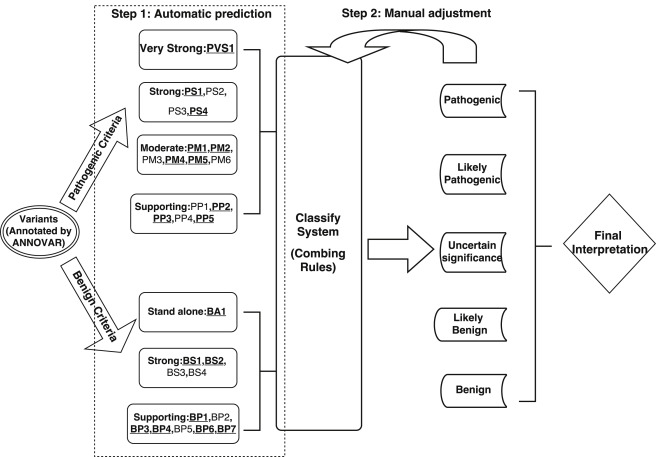 Step 1: Automatic prediction
Step 2: Manual adjustment
Variants
(Annotated by
ANNOVAR)
Pathogenic Criteria
Benign Criteria
Very Strong:PVS1
Strong:PS1,PS2,
PS3,PS4
Moderate:PM1,PM2,
PM3,PM4,PM5,PM6
Supporting:PP1,PP2,
PP3,PP4,PP5
Stand alone:BA1
Strong:BS1,BS2,
BS3,BS4
Supporting:BP1,BP2
BP3,BP4,BP5,BP6,BP7
Classify
System
(Combing
Rules)
Pathogenic
Likely
Pathogenic
Uncertain
significance
Likely
Benign
Benign
Final
Interpretation